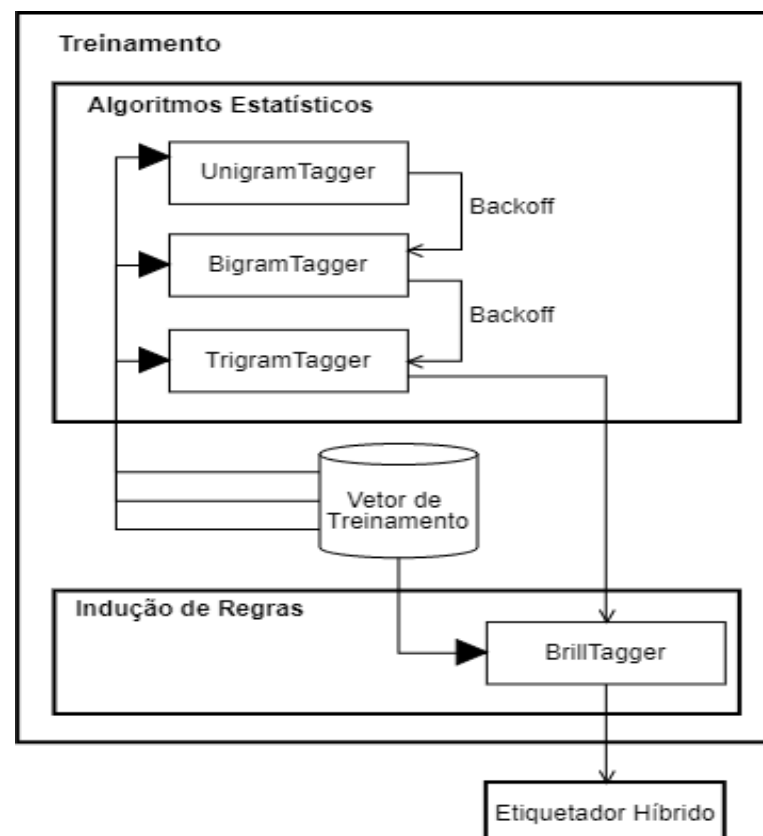 Treinamento
Algoritmos Estatísticos
UnigramTagger
Backoff
BigramTagger
Backoff
TrigramTagger
Vetor de
Treinamento
Indução de Regras
BrillTagger
Etiquetador Híbrido